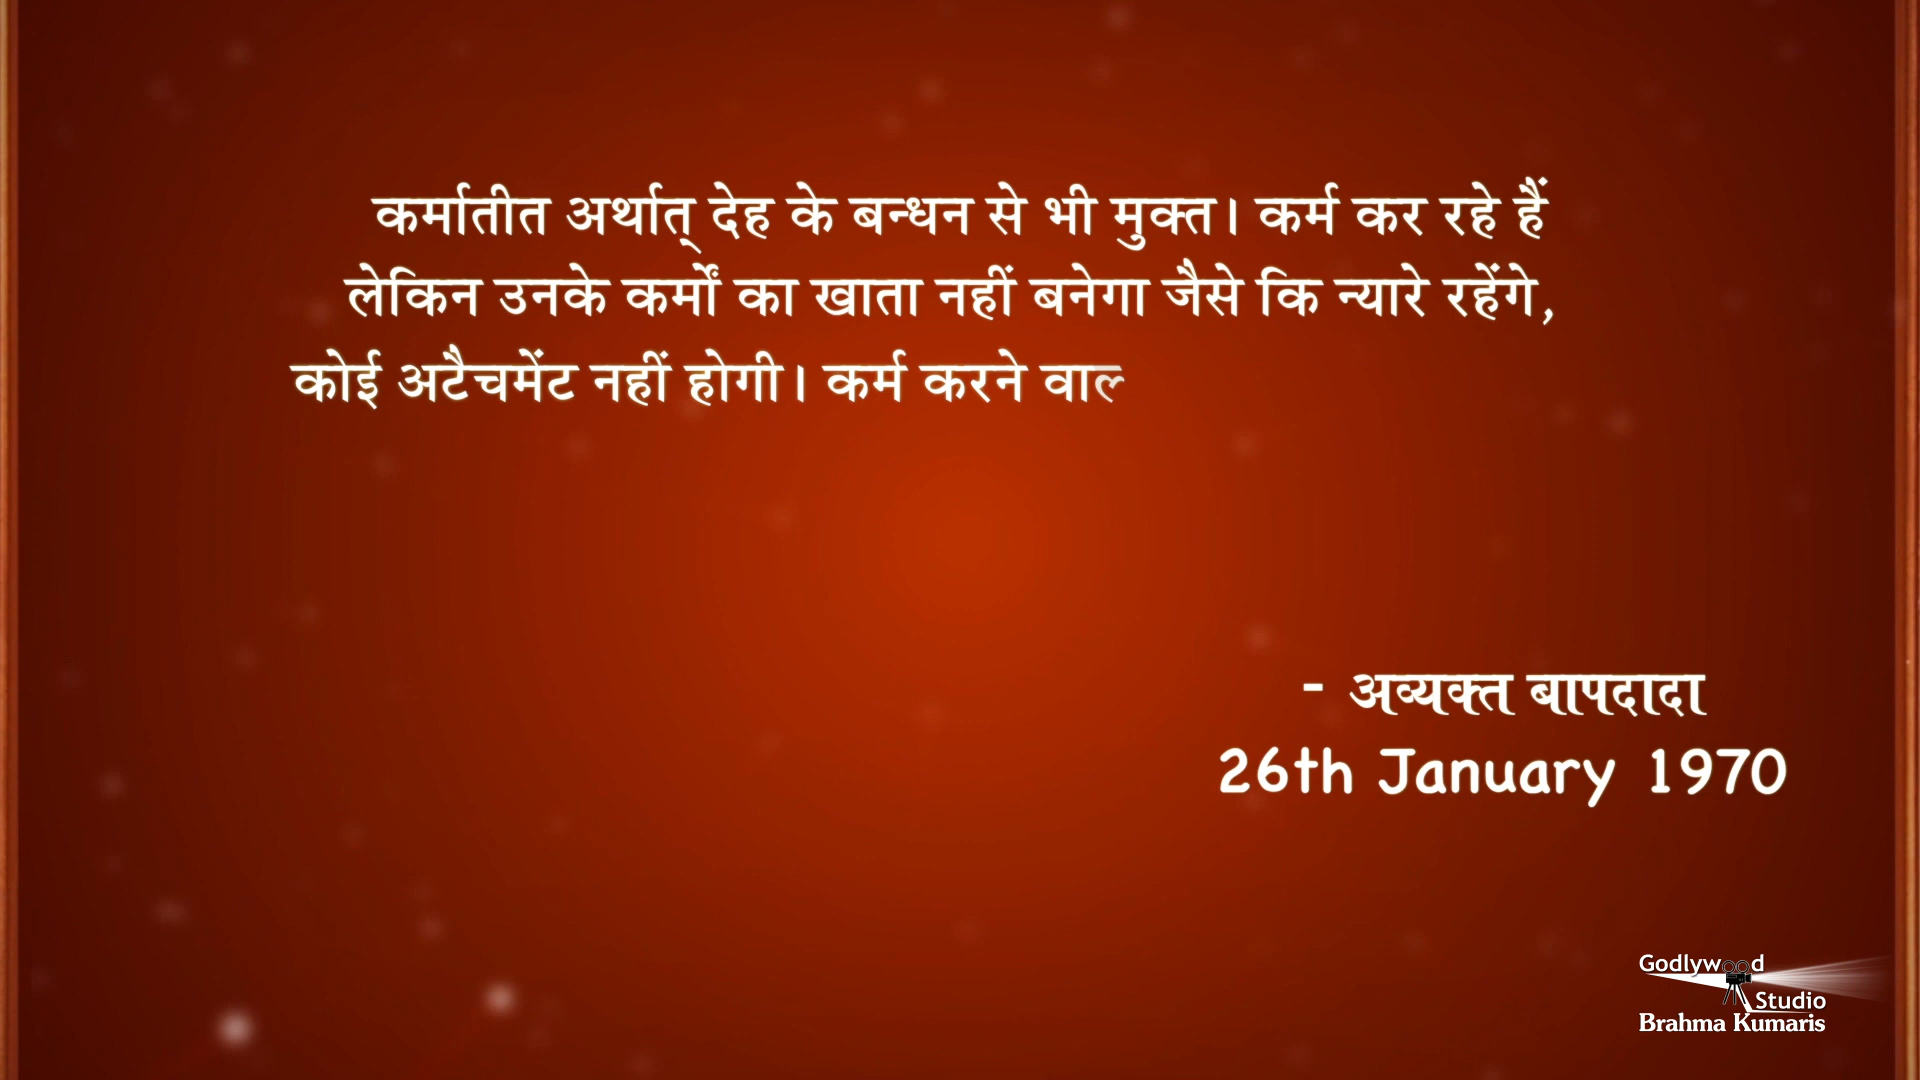 कर्मातीत अर्थात् देह के बन्धन से भी मुक्त। कर्म कर रहे हैं
लेकिन उनके कर्मों का खाता नहीं बनेगा जैसे कि न्यारे रहेंगे,
कोई अटैचमेंट नहीं होगी। कर्म करने वाल
- अव्यक्त बापदादा
26th January 1970
Godlywood
Studio
Brahma Kumaris